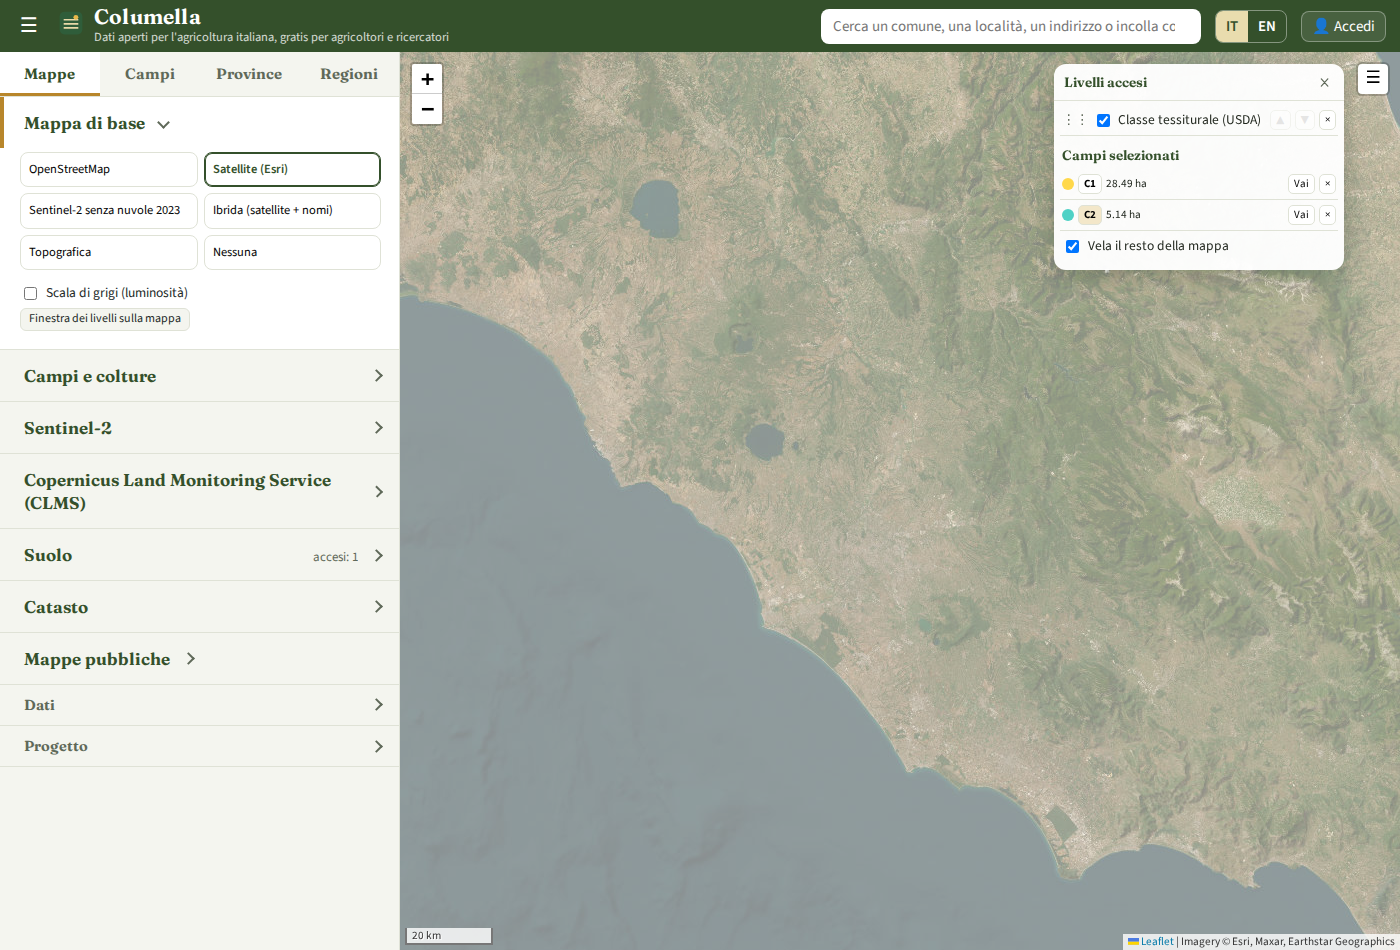 ☰
Columella
Dati aperti per l'agricoltura italiana, gratis per agricoltori e ricercatori
Cerca un comune, una località, un indirizzo o incolla cc
IT EN
👤 Accedi
Mappe Campi Province Regioni
Mappa di base
OpenStreetMap
Satellite (Esri)
Sentinel-2 senza nuvole 2023
Ibrida (satellite + nomi)
Topografica
Nessuna
Scala di grigi (luminosità)
Finestra dei livelli sulla mappa
Campi e colture
Sentinel-2
Copernicus Land Monitoring Service
(CLMS)
Suolo
accesi: 1
Catasto
Mappe pubbliche
Dati
Progetto
+
−
Livelli accesi ×
⋮⋮ Classe tessiturale (USDA) ▲ ▼ ×
Campi selezionati
C1 28.49 ha Vai ×
C2 5.14 ha Vai ×
Vela il resto della mappa
☰
20 km
Leaflet | Imagery © Esri, Maxar, Earthstar Geographics